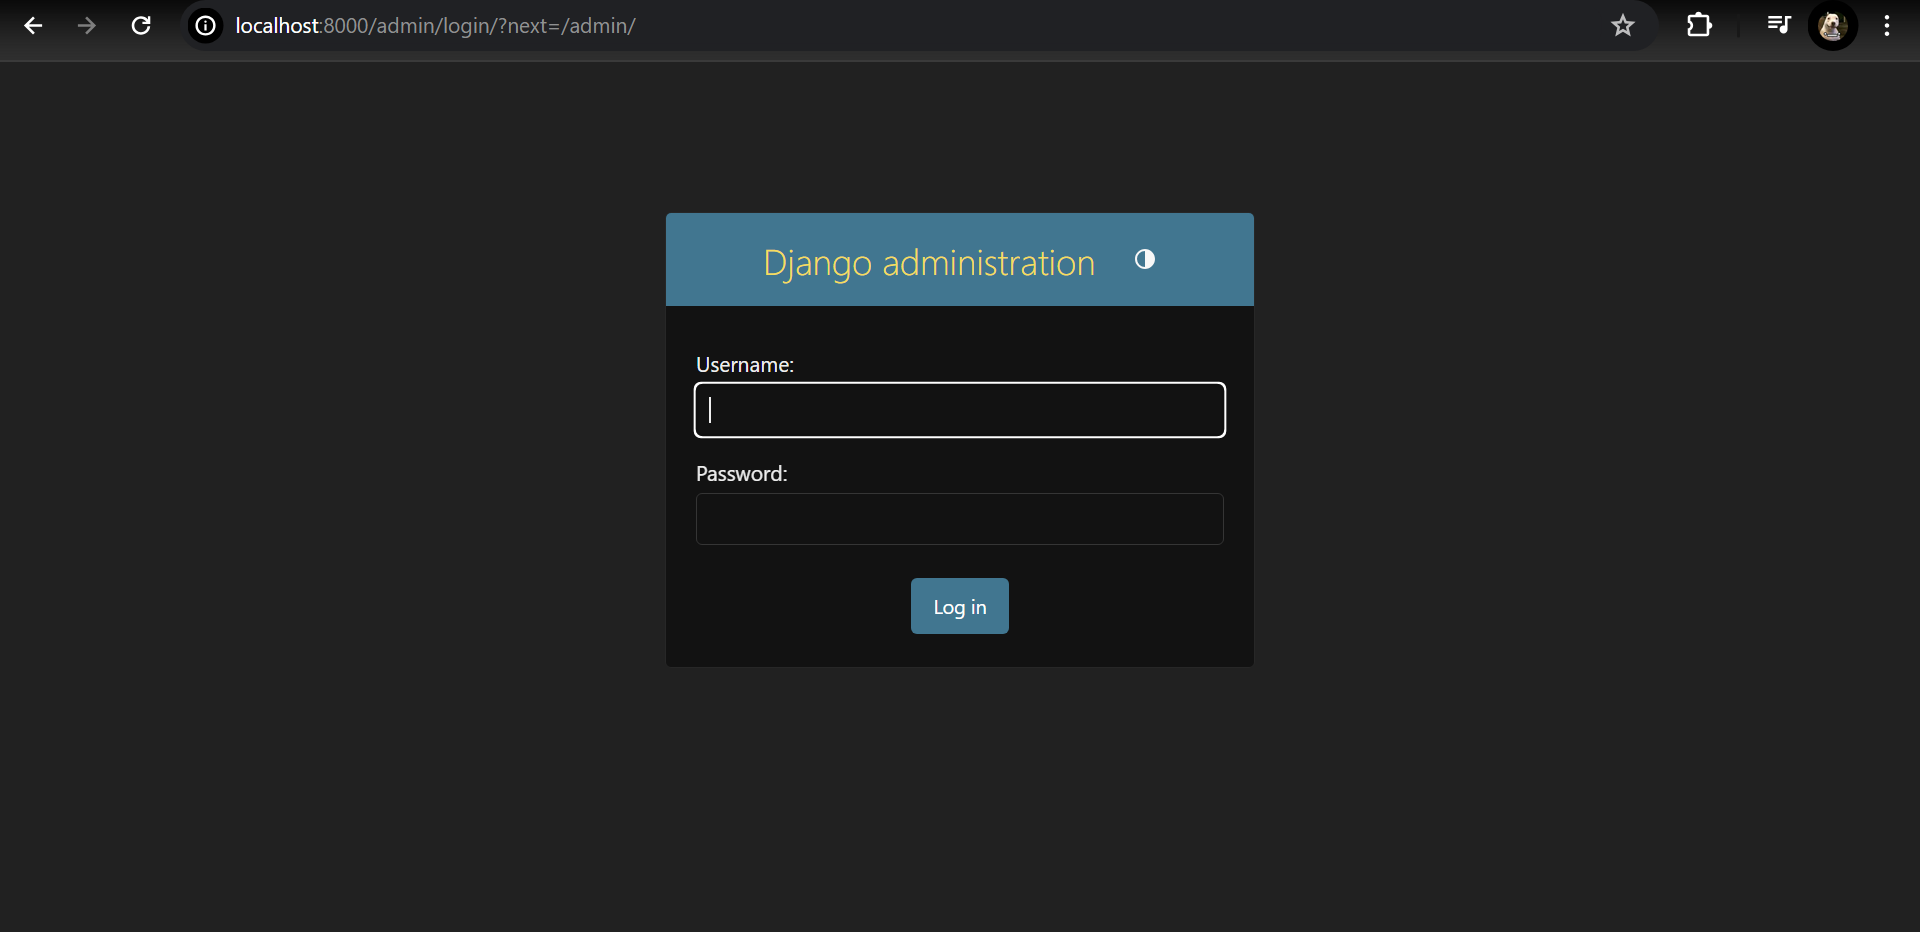 localhost:8000/admin/login/?next=/admin/
Django administration
Username:
Password:
Log in